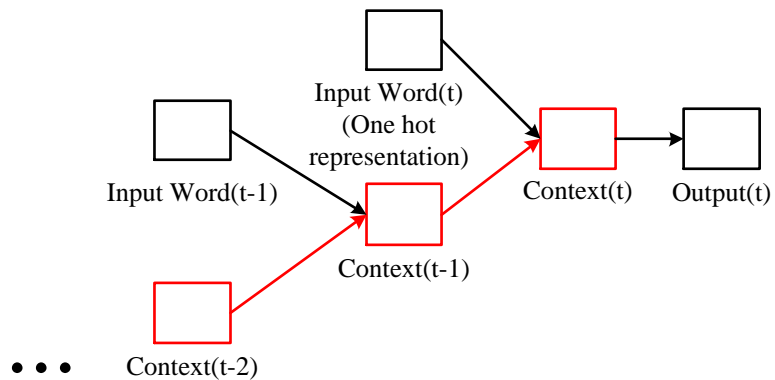 Input Word(t)
(One hot
representation)
Input Word(t-1)
Context(t)
Output(t)
Context(t-1)
Context(t-2)